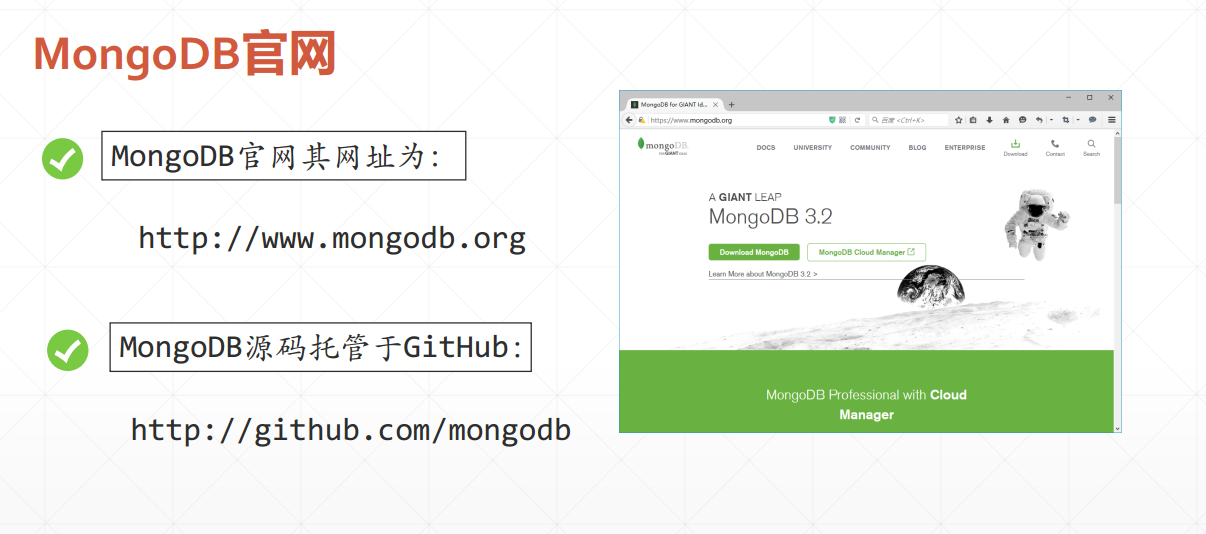 MongoDB官网
MongoDB官网其网址为:
http://www.mongodb.org
MongoDB源码托管于GitHub:
http://github.com/mongodb
MongoDB for GIANT Id...
https://www.mongodb.org
百度 <Ctrl+K>
mongoDB.
FOR GIANT IDEAS
DOCS UNIVERSITY COMMUNITY BLOG ENTERPRISE Download Contact Search
A GIANT LEAP
MongoDB 3.2
Download MongoDB MongoDB Cloud Manager
Learn More about MongoDB 3.2 >
MongoDB Professional with Cloud
Manager